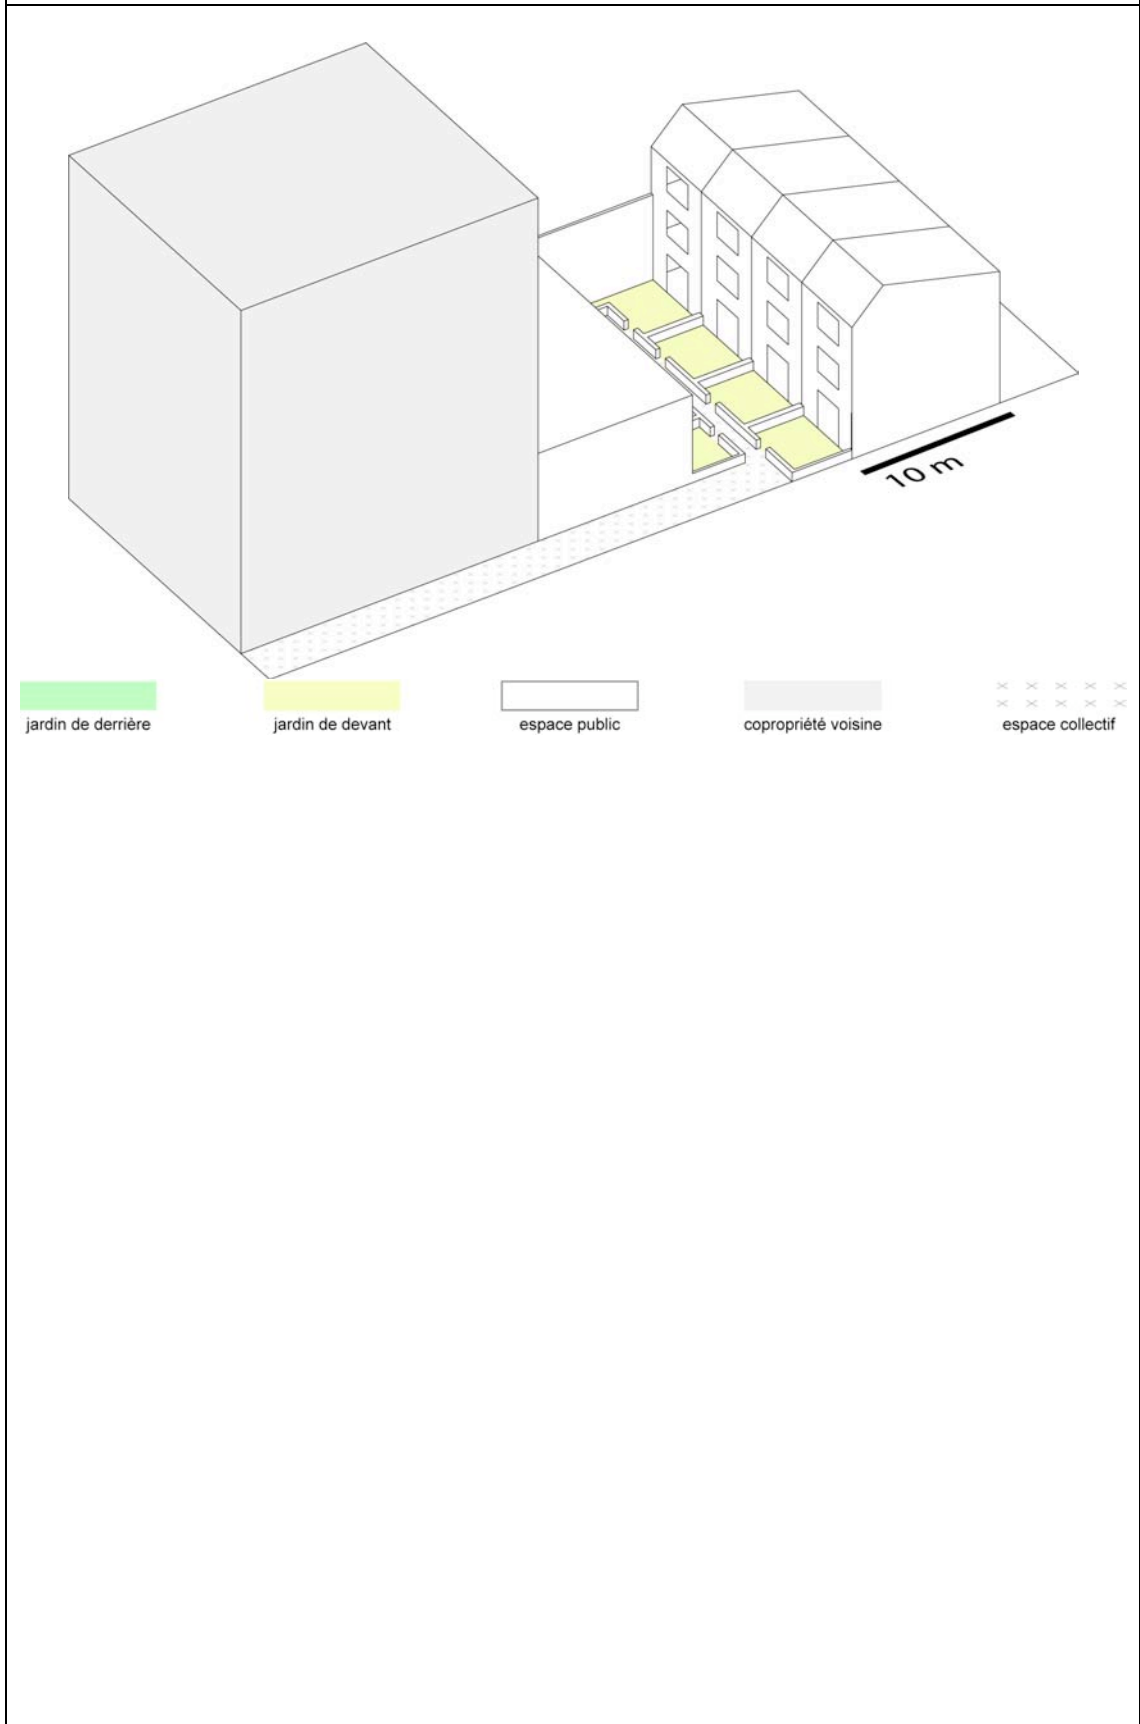 10 m
jardin de derrière
jardin de devant
espace public
copropriété voisine
espace collectif